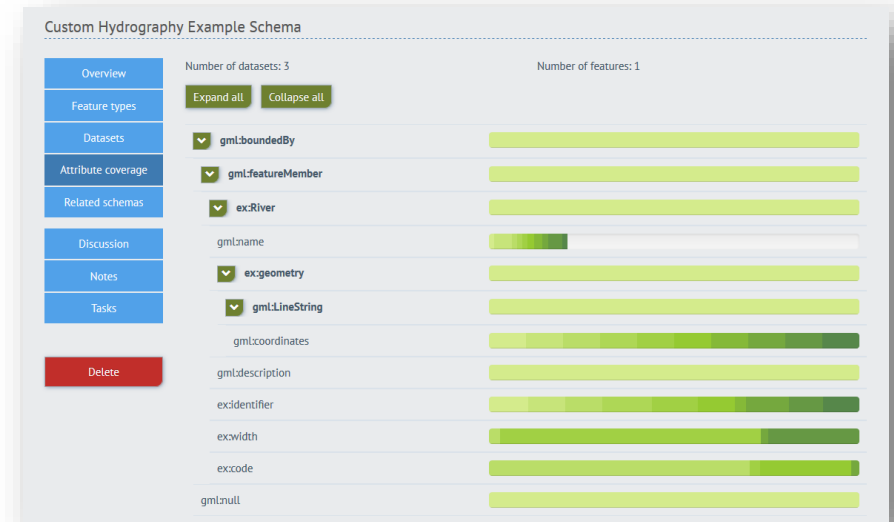 Custom Hydrography Example Schema
Overview
Feature types
Datasets
Attribute coverage
Related schemas
Discussion
Notes
Tasks
Delete
Number of datasets: 3
Number of features: 1
Expand all
Collapse all
gml:boundedBy
gml:featureMember
ex:River
gml:name
ex:geometry
gml:LineString
gml:coordinates
gml:description
ex:identifier
ex:width
ex:code
gml:null